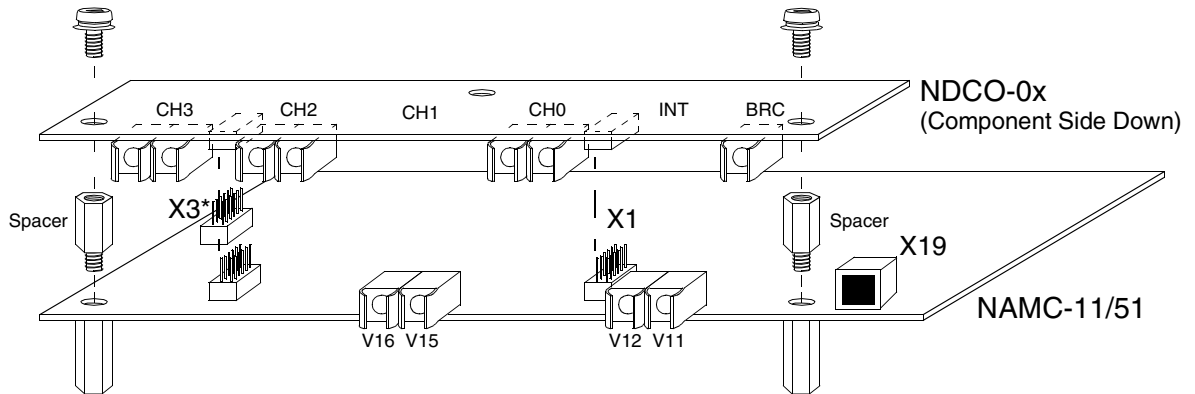 CH3 CH2 CH1 CH0 INT BRC
NDCO-0x
(Component Side Down)
Spacer
X3*
X1
Spacer
X19
NAMC-11/51
V16 V15 V12 V11